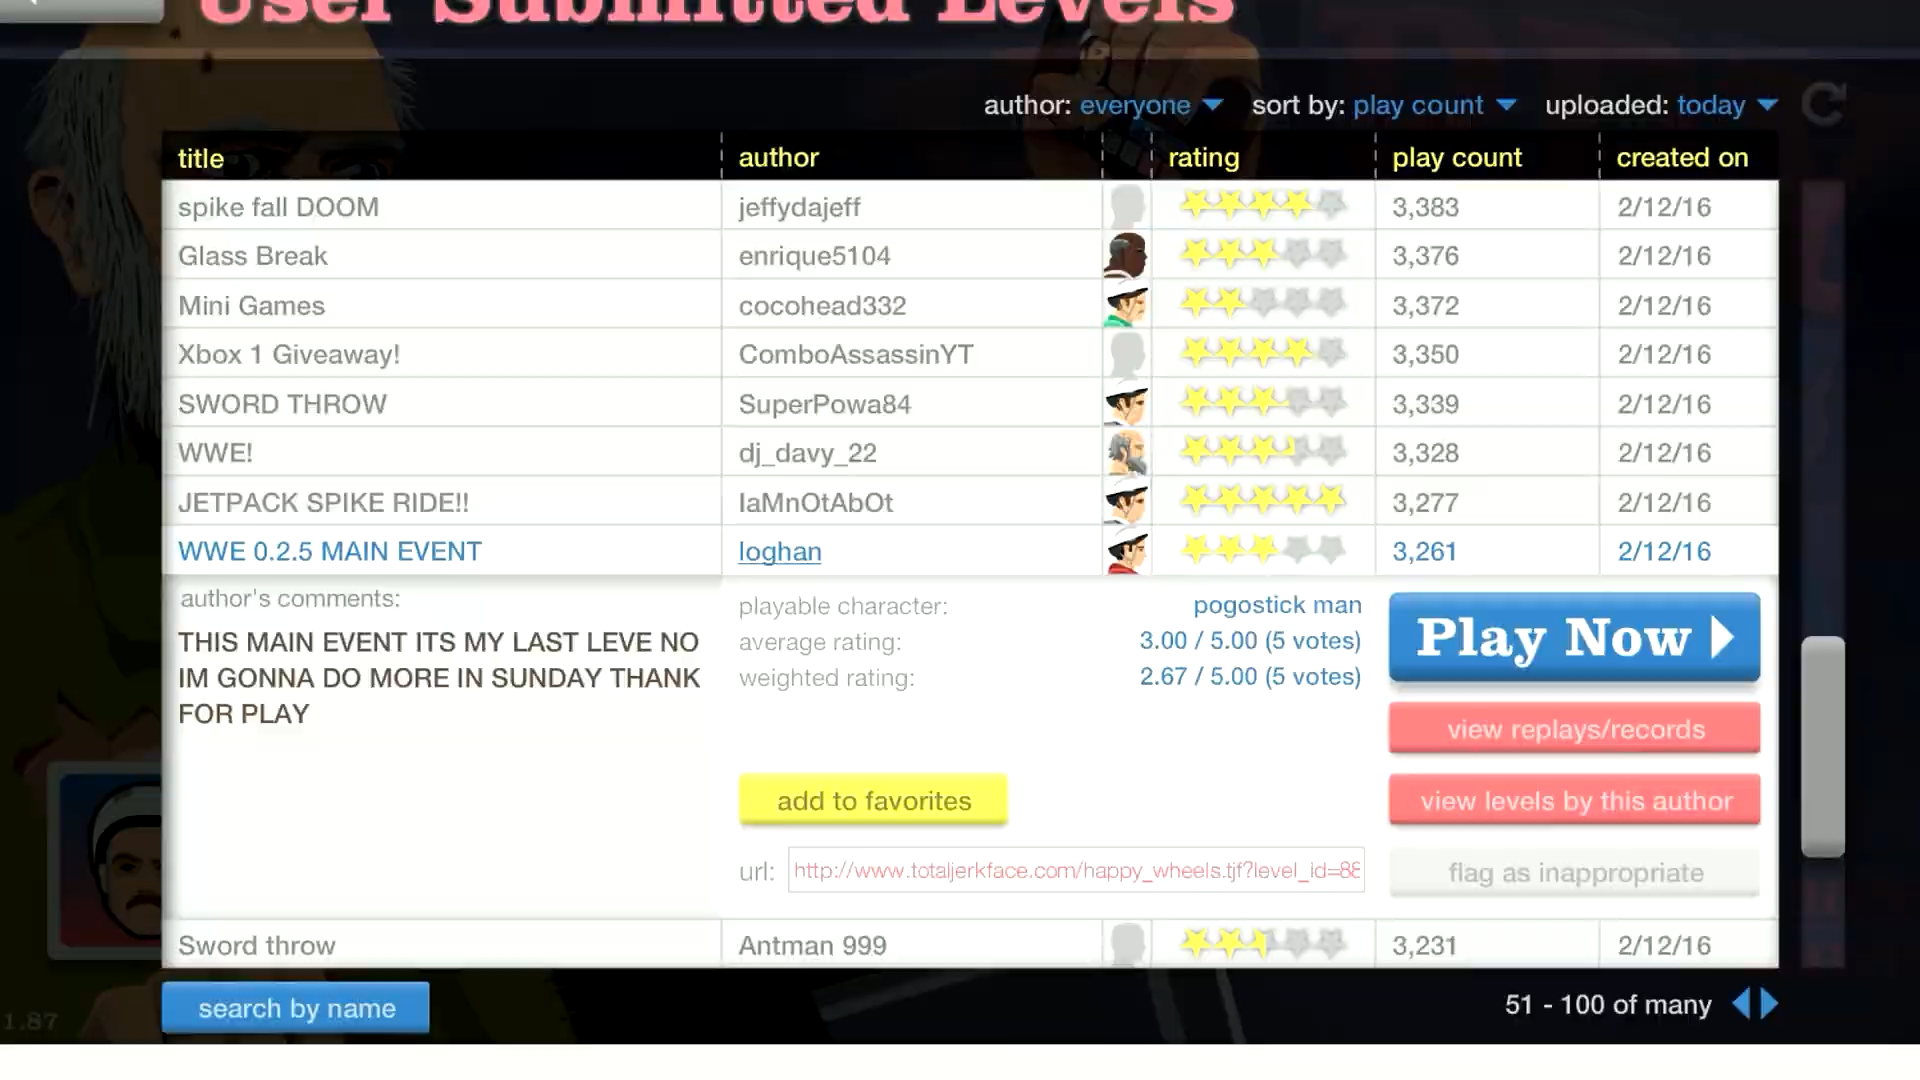 User Submitted Levels
author: everyone sort by: play count uploaded: today
title author rating play count created on
spike fall DOOM jeffydajeff 3,383 2/12/16
Glass Break enrique5104 3,376 2/12/16
Mini Games cocohead332 3,372 2/12/16
Xbox 1 Giveaway! ComboAssassinYT 3,350 2/12/16
SWORD THROW SuperPowa84 3,339 2/12/16
WWE! dj_davy_22 3,328 2/12/16
JETPACK SPIKE RIDE!! IaMnOtAbOt 3,277 2/12/16
WWE 0.2.5 MAIN EVENT loghan 3,261 2/12/16
author's comments:
THIS MAIN EVENT ITS MY LAST LEVE NO
IM GONNA DO MORE IN SUNDAY THANK
FOR PLAY
playable character: pogostick man
average rating: 3.00 / 5.00 (5 votes)
weighted rating: 2.67 / 5.00 (5 votes)
add to favorites
url: http://www.totaljerkface.com/happy_wheels.tjf?level_id=88
Play Now
view replays/records
view levels by this author
flag as inappropriate
Sword throw Antman 999 3,231 2/12/16
search by name
51 - 100 of many
1.87